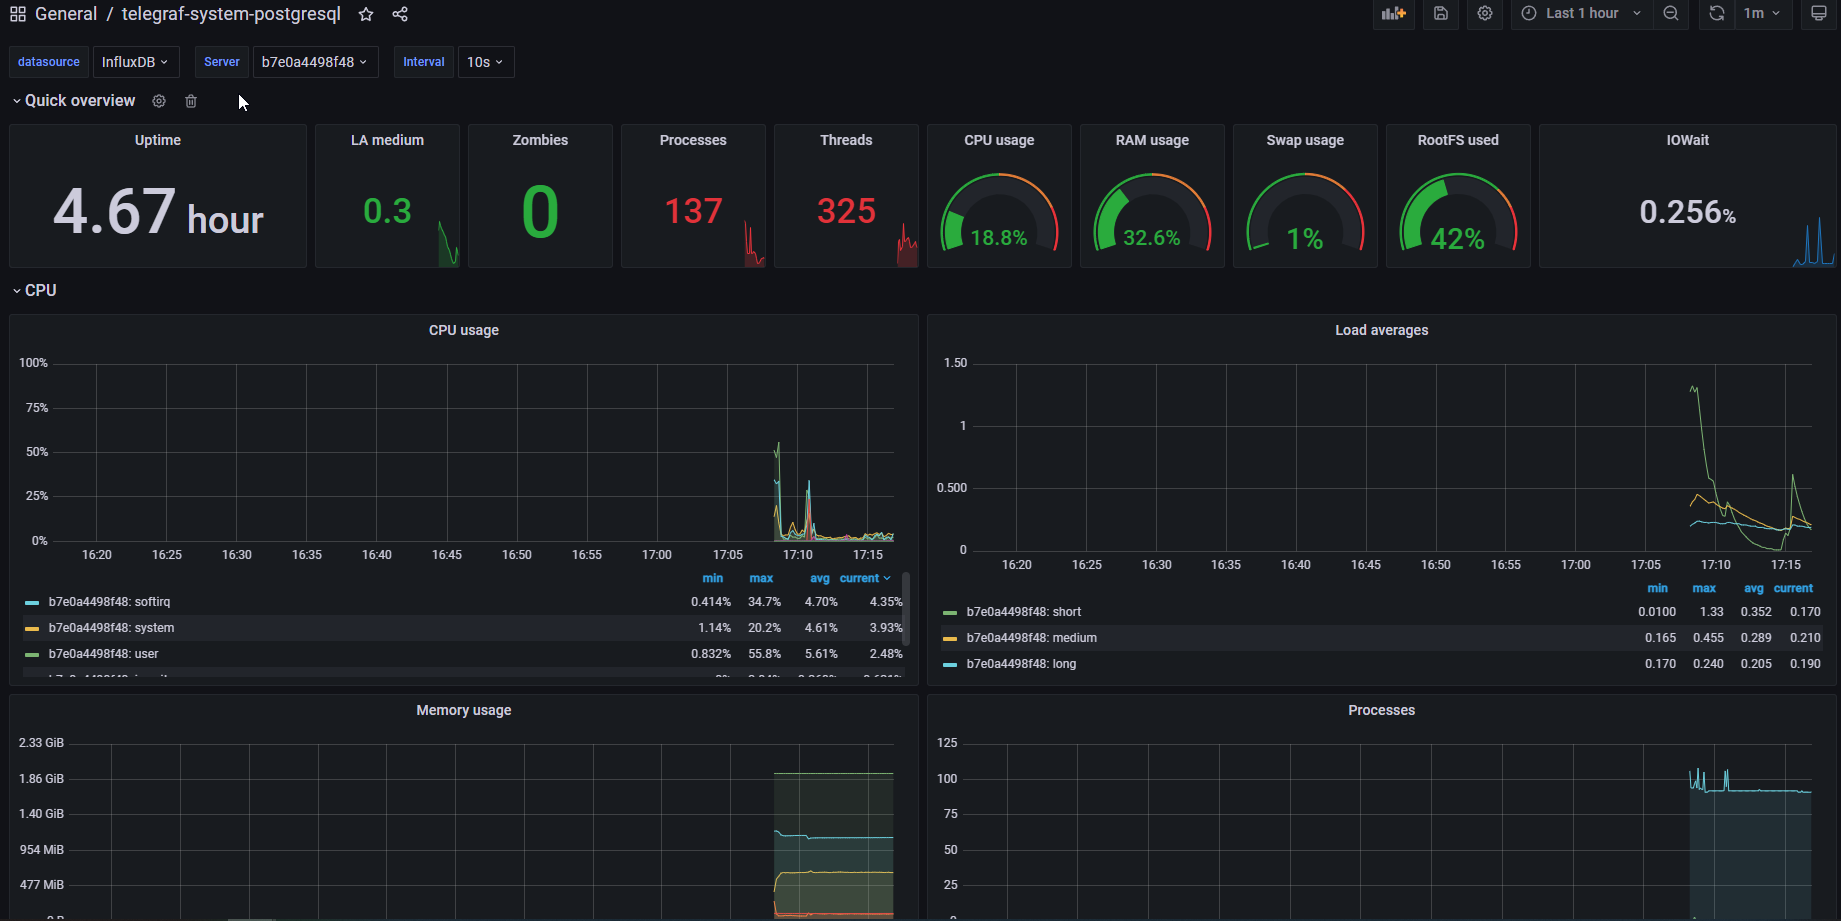 General / telegraf-system-postgresql
Last 1 hour
1m
datasource InfluxDB Server b7e0a4498f48 Interval 10s
Quick overview
Uptime LA medium Zombies Processes Threads CPU usage RAM usage Swap usage RootFS used IOWait
4.67 hour 0.3 0 137 325 18.8% 32.6% 1% 42% 0.256%
CPU
CPU usage
100%
75%
50%
25%
0%
16:20 16:25 16:30 16:35 16:40 16:45 16:50 16:55 17:00 17:05 17:10 17:15
min max avg current
b7e0a4498f48: softirq 0.414% 34.7% 4.70% 4.35%
b7e0a4498f48: system 1.14% 20.2% 4.61% 3.93%
b7e0a4498f48: user 0.832% 55.8% 5.61% 2.48%
Load averages
1.50
1
0.500
0
16:20 16:25 16:30 16:35 16:40 16:45 16:50 16:55 17:00 17:05 17:10 17:15
min max avg current
b7e0a4498f48: short 0.0100 1.33 0.352 0.170
b7e0a4498f48: medium 0.165 0.455 0.289 0.210
b7e0a4498f48: long 0.170 0.240 0.205 0.190
Memory usage
2.33 GiB
1.86 GiB
1.40 GiB
954 MiB
477 MiB
Processes
125
100
75
50
25